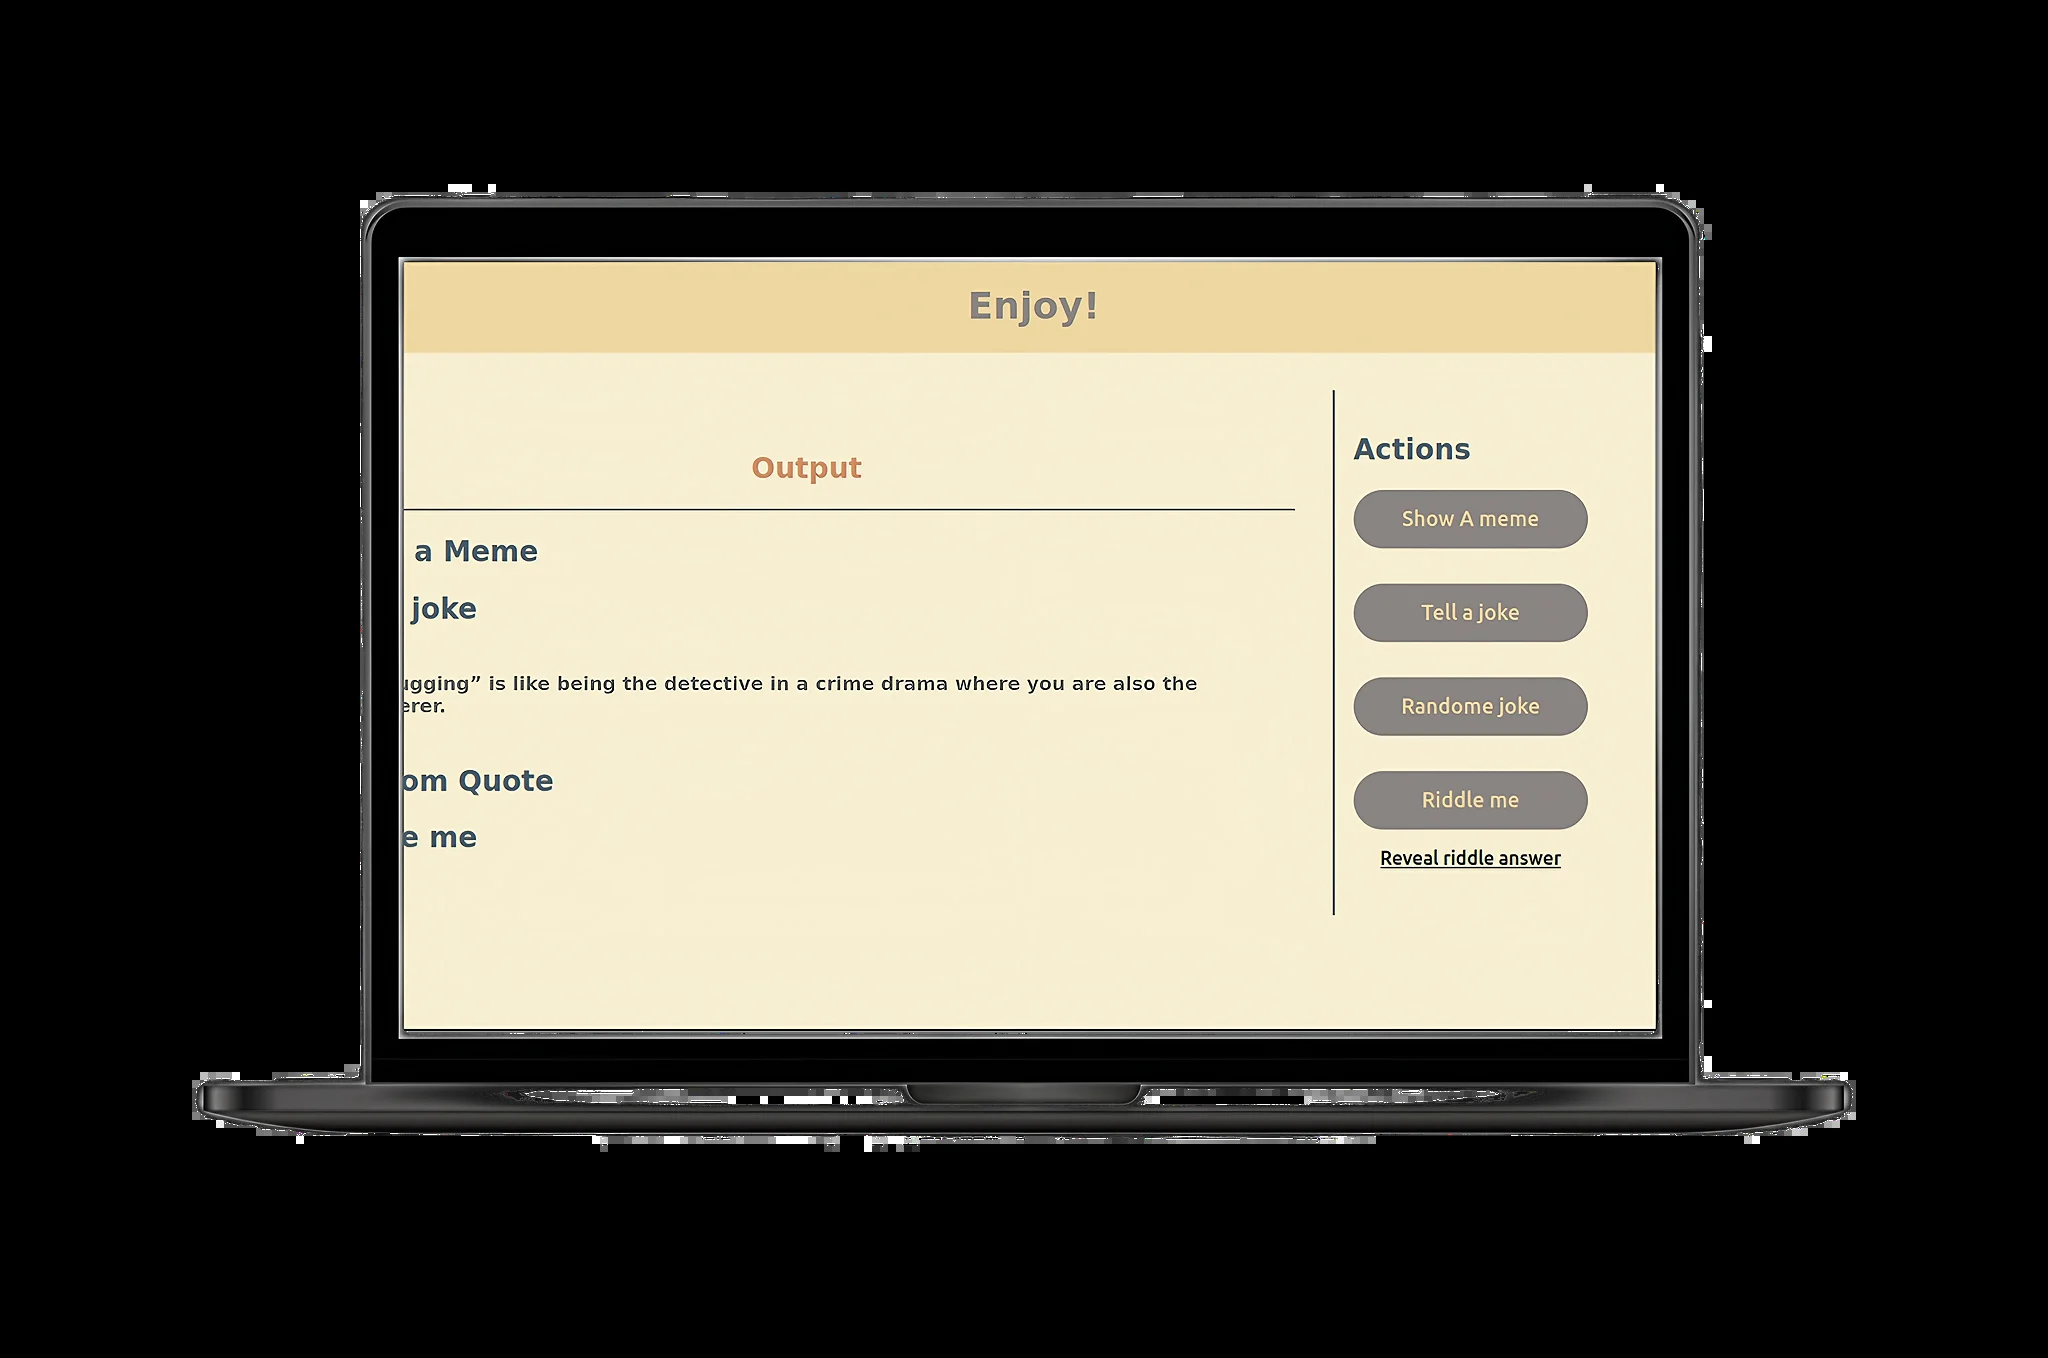 Enjoy!
Output
a Meme
joke
ugging” is like being the detective in a crime drama where you are also the
erer.
om Quote
e me
Actions
Show A meme
Tell a joke
Randome joke
Riddle me
Reveal riddle answer